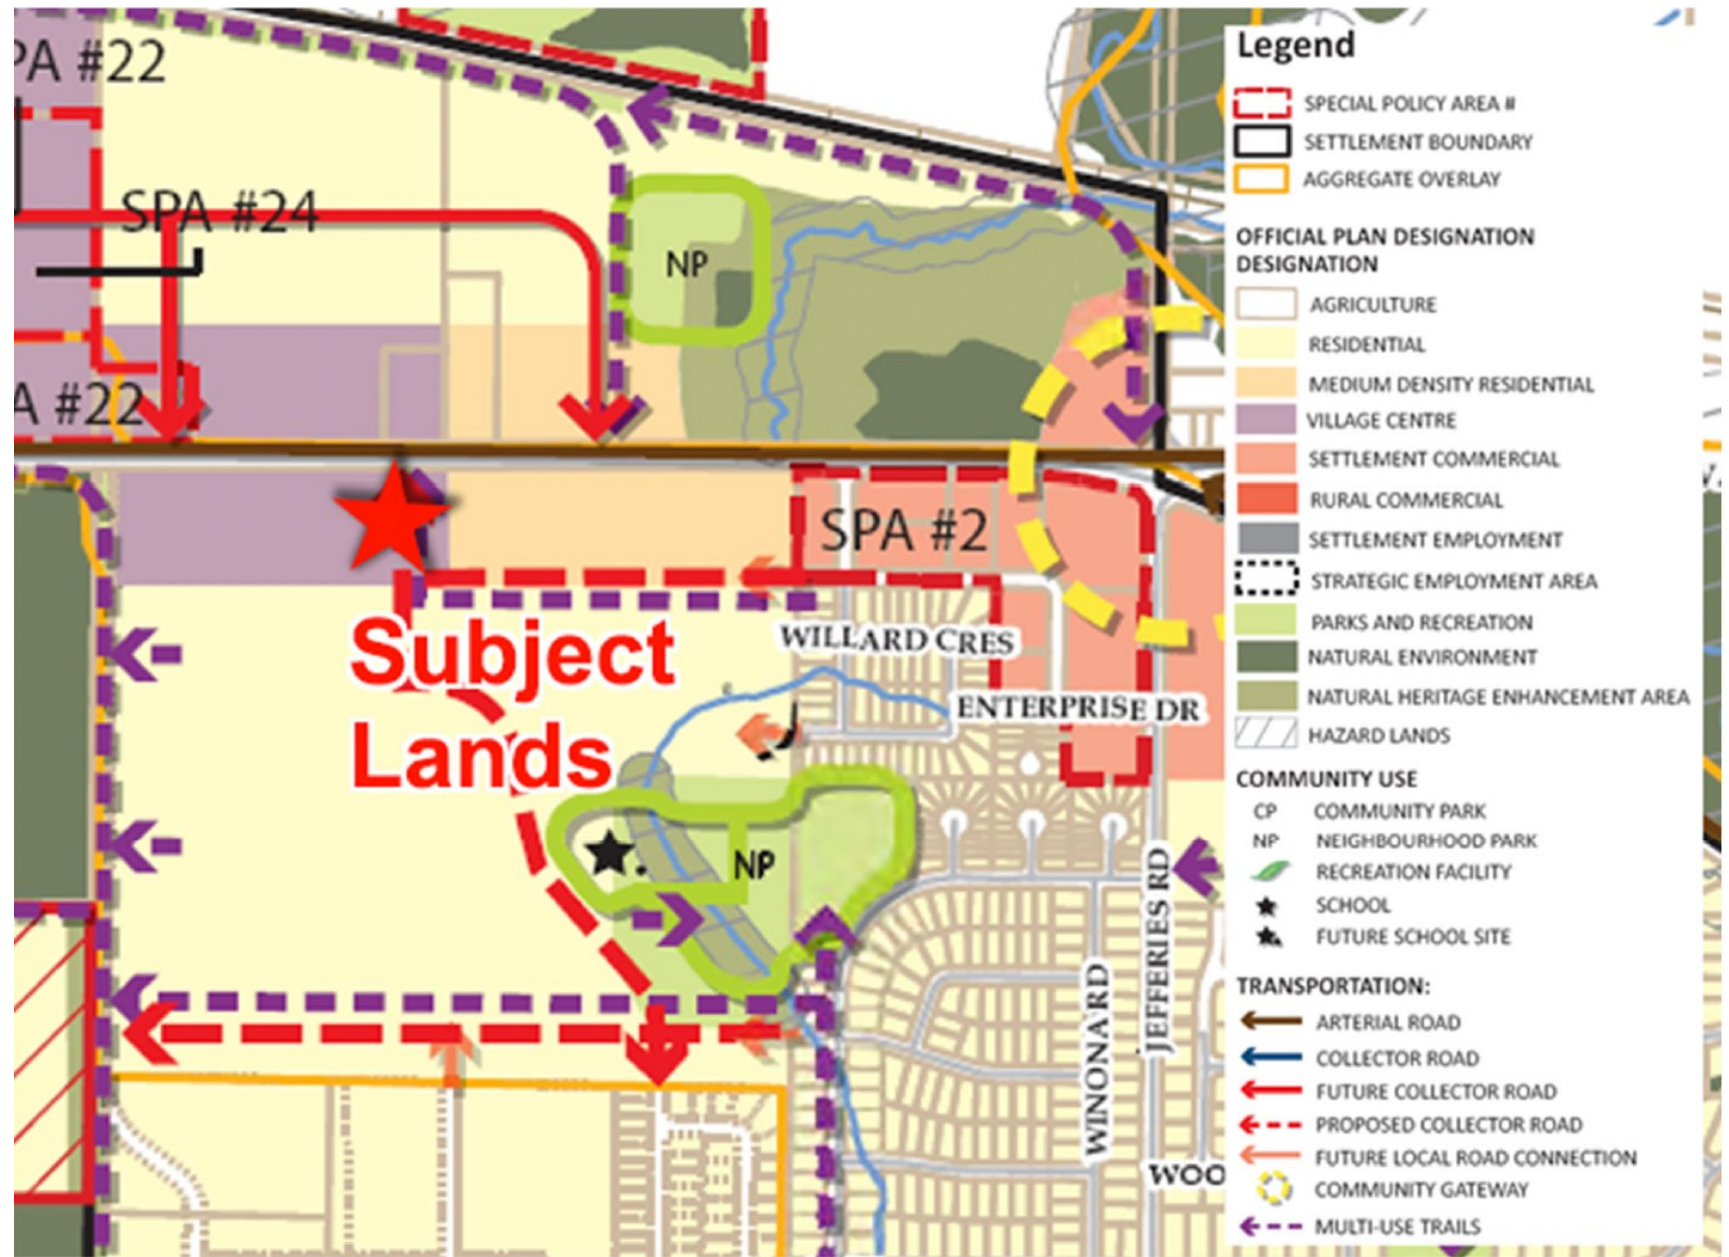 PA #22
SPA #24
NP
A #22
SPA #2
Subject
Lands
WILLARD CRES
ENTERPRISE DR
NP
JEFFERIES RD
WINONA RD
WOO
Legend
SPECIAL POLICY AREA #
SETTLEMENT BOUNDARY
AGGREGATE OVERLAY
OFFICIAL PLAN DESIGNATION
DESIGNATION
AGRICULTURE
RESIDENTIAL
MEDIUM DENSITY RESIDENTIAL
VILLAGE CENTRE
SETTLEMENT COMMERCIAL
RURAL COMMERCIAL
SETTLEMENT EMPLOYMENT
STRATEGIC EMPLOYMENT AREA
PARKS AND RECREATION
NATURAL ENVIRONMENT
NATURAL HERITAGE ENHANCEMENT AREA
HAZARD LANDS
COMMUNITY USE
CP COMMUNITY PARK
NP NEIGHBOURHOOD PARK
RECREATION FACILITY
SCHOOL
FUTURE SCHOOL SITE
TRANSPORTATION:
ARTERIAL ROAD
COLLECTOR ROAD
FUTURE COLLECTOR ROAD
PROPOSED COLLECTOR ROAD
FUTURE LOCAL ROAD CONNECTION
COMMUNITY GATEWAY
MULTI-USE TRAILS